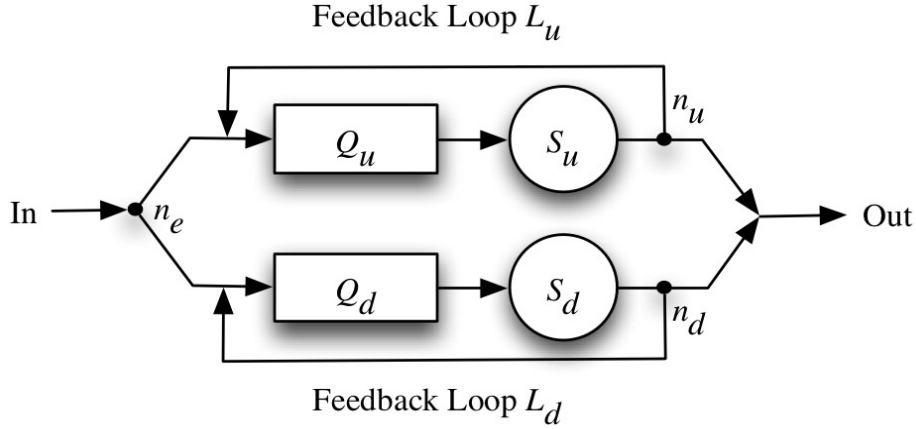 Feedback Loop L_u
n_u
Q_u
S_u
In
n_e
Out
Q_d
S_d
n_d
Feedback Loop L_d